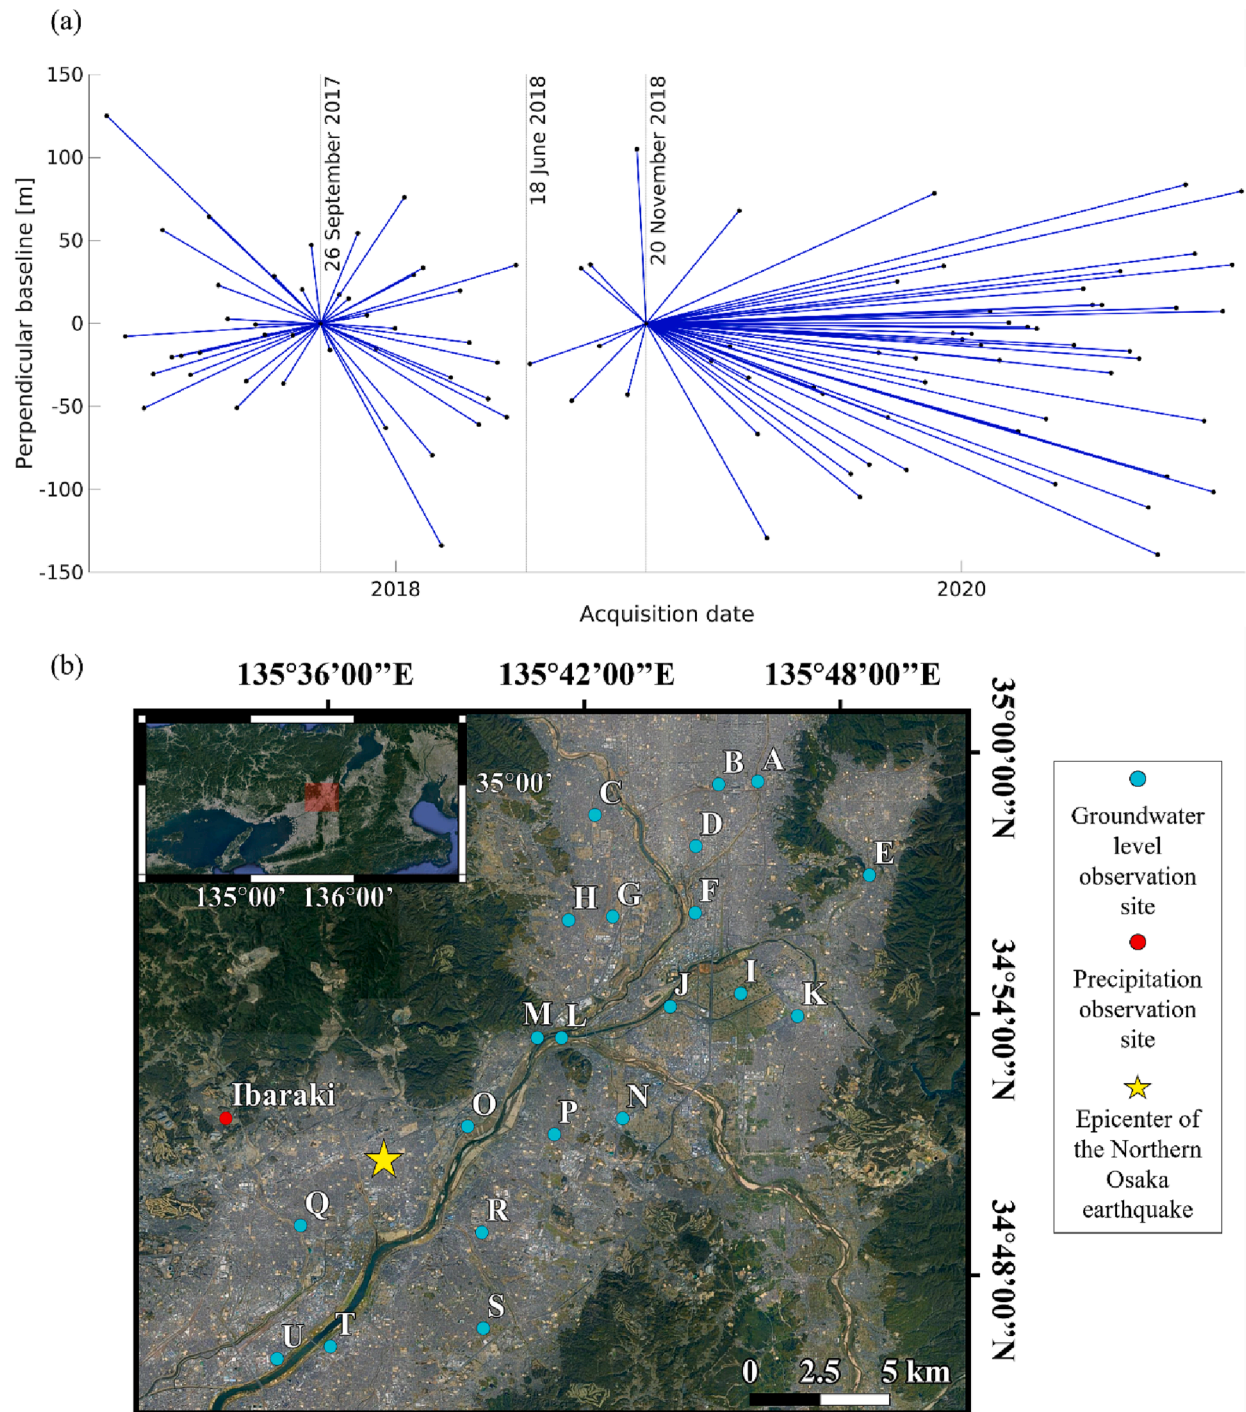 (a)
150
100
50
0
-50
-100
-150
Perpendicular baseline [m]
26 September 2017
18 June 2018
20 November 2018
2018
2020
Acquisition date
(b)
135°36’00’’E
135°42’00’’E
135°48’00’’E
35°00’00’’N
34°54’00’’N
34°48’00’’N
35°00’
135°00’
136°00’
A
B
C
D
E
F
G
H
I
J
K
L
M
N
O
P
Q
R
S
T
U
Ibaraki
0 2.5 5 km
Groundwater
level
observation
site
Precipitation
observation
site
Epicenter of
the Northern
Osaka
earthquake